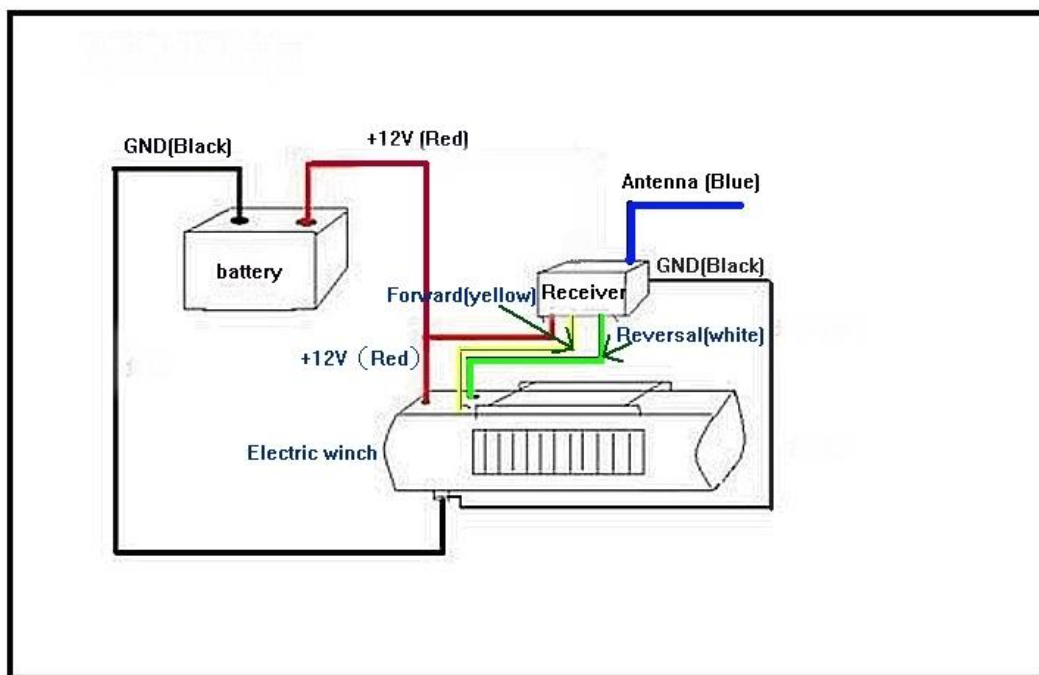 +12V (Red)
GND(Black)
Antenna (Blue)
battery
GND(Black)
Forward(yellow)
Receiver
Reversal(white)
+12V（Red）
Electric winch